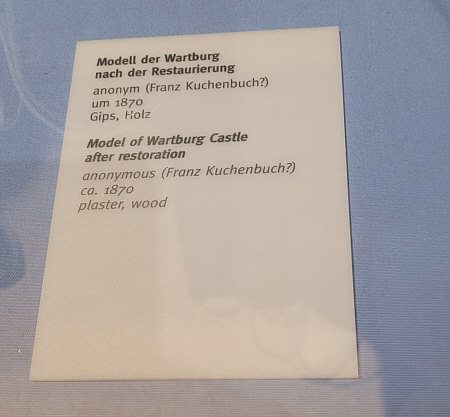 Modell der Wartburg
nach der Restaurierung
anonym (Franz Kuchenbuch?)
um 1870
Gips, Holz
Model of Wartburg Castle
after restoration
anonymous (Franz Kuchenbuch?)
ca. 1870
plaster, wood